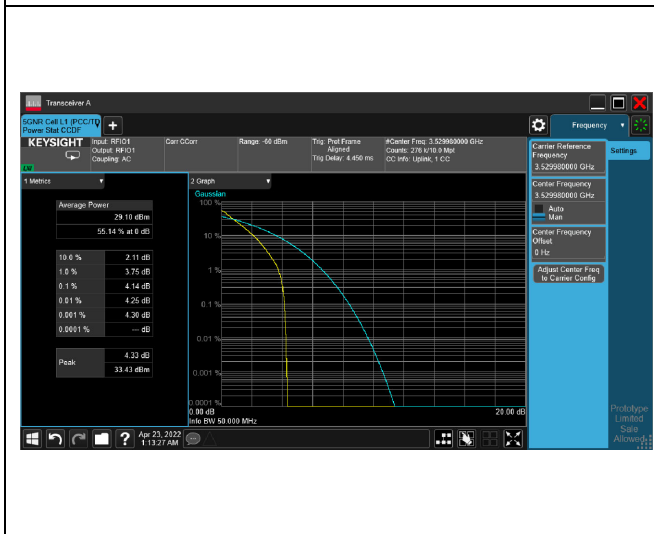 Transceiver A
5GNR Cell L1 (PCC/TD
Power Stat CCDF
Frequency
KEYSIGHT
Input: RFIO1
Output: RFIO1
Coupling: AC
Corr CCorr
Range: -60 dBm
Trig: Pref Frame
Aligned
Trig Delay: 4.450 ms
#Center Freq: 3.529980000 GHz
Counts: 276 k/10.0 Mpt
CC Info: Uplink, 1 CC
Carrier Reference
Frequency
3.529980000 GHz
Settings
Center Frequency
3.529980000 GHz
Auto
Man
Center Frequency
Offset
0 Hz
Adjust Center Freq
to Carrier Config
1 Metrics
Average Power
29.10 dBm
55.14 % at 0 dB
10.0 % 2.11 dB
1.0 % 3.75 dB
0.1 % 4.14 dB
0.01 % 4.25 dB
0.001 % 4.30 dB
0.0001 % --- dB
Peak
4.33 dB
33.43 dBm
2 Graph
Gaussian
100 %
10 %
1 %
0.1 %
0.01 %
0.001 %
0.0001 %
0.00 dB 20.00 dB
Info BW 50.000 MHz
Prototype
Limited
Sale
Allowed
?
Apr 23, 2022
1:13:27 AM